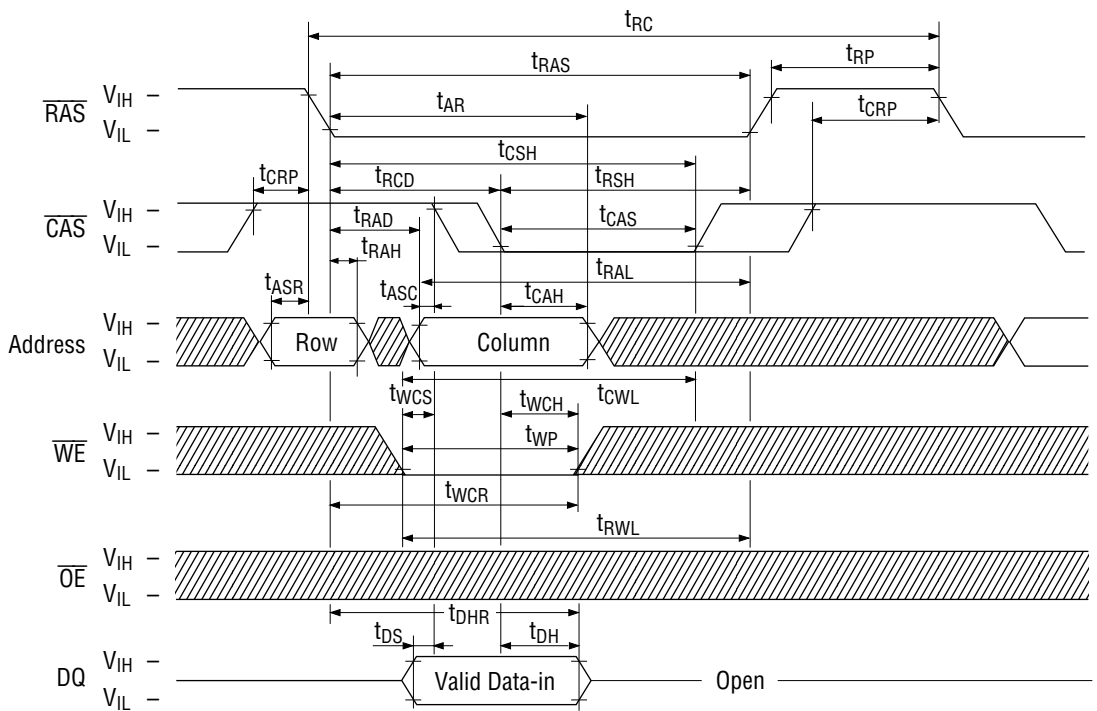 tRC
tRP
tRAS
RAS
VIH –
VIL –
tAR
tCRP
tCSH
tCRP
tRCD
tRSH
CAS
VIH –
VIL –
tRAD
tCAS
tRAH
tRAL
tASR
tASC
tCAH
Address
VIH –
VIL –
Row
Column
tWCS
tCWL
tWCH
WE
VIH –
VIL –
tWP
tWCR
tRWL
OE
VIH –
VIL –
tDHR
tDS
tDH
DQ
VIH –
VIL –
Valid Data-in
Open